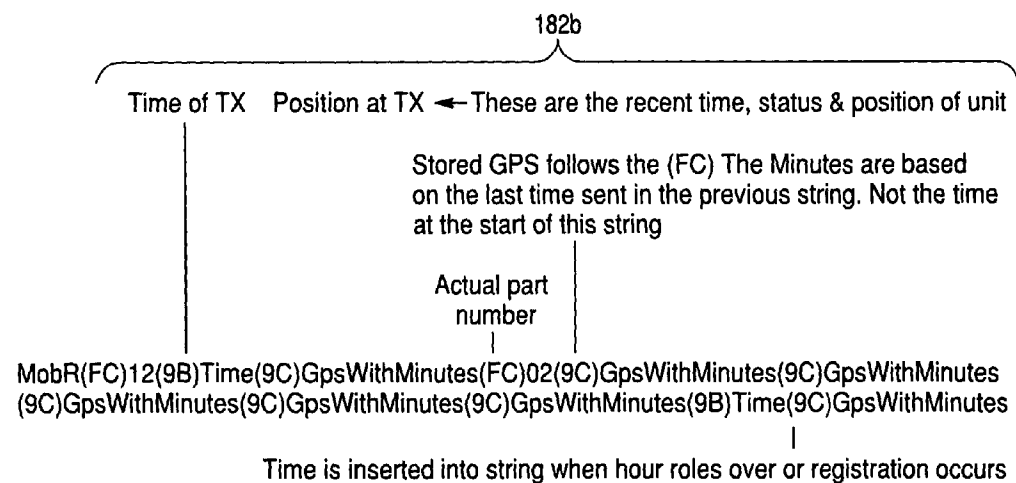 182b
Time of TX Position at TX ← These are the recent time, status & position of unit
Stored GPS follows the (FC) The Minutes are based
on the last time sent in the previous string. Not the time
at the start of this string
Actual part
number
MobR(FC)12(9B)Time(9C)GpsWithMinutes(FC)02(9C)GpsWithMinutes(9C)GpsWithMinutes
(9C)GpsWithMinutes(9C)GpsWithMinutes(9C)GpsWithMinutes(9B)Time(9C)GpsWithMinutes
Time is inserted into string when hour roles over or registration occurs